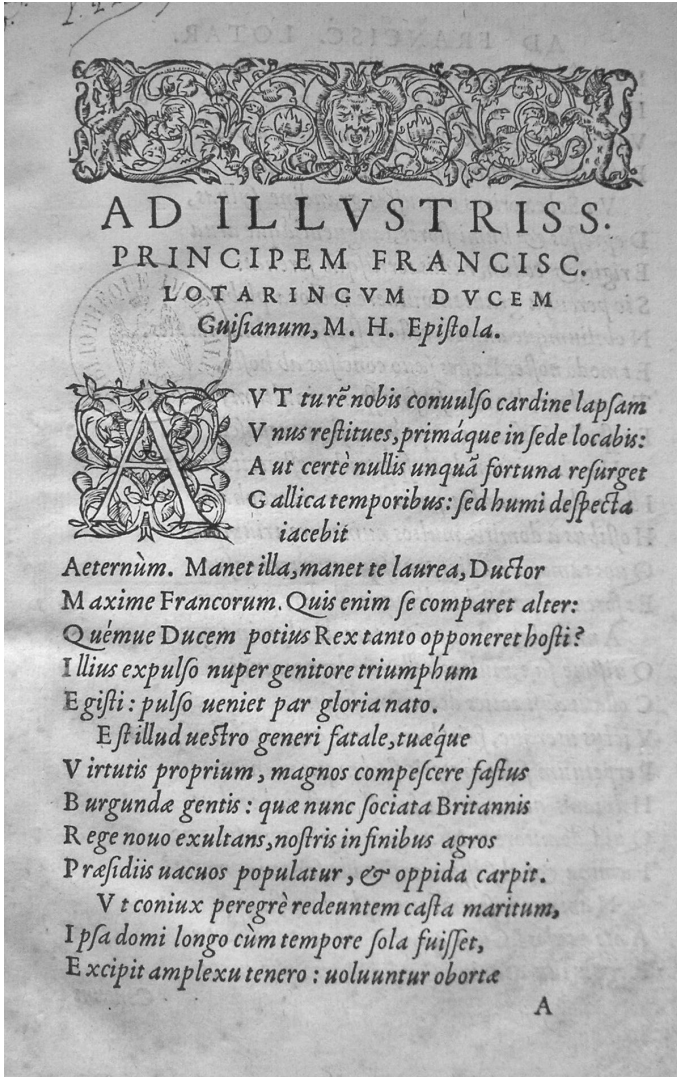 AD ILLVSTRISS.
PRINCIPEM FRANCISC.
LOTARINGVM DVCEM
Guiſianum, M. H. Epiſtola.
AVT tu rẽ nobis conuulſo cardine lapſam
Vnus reſtitues, primáque in ſede locabis:
Aut certè nullis unquã fortuna reſurget
Gallica temporibus: ſed humi deſpecta
iacebit
Aeternùm. Manet illa, manet te laurea, Ductor
Maxime Francorum. Quis enim ſe comparet alter:
Quémue Ducem potius Rex tanto opponeret hoſti?
Illius expulſo nuper genitore triumphum
Egiſti: pulſo ueniet par gloria nato.
Eſt illud ueſtro generi fatale, tuæque
Virtutis proprium, magnos compeſcere faſtus
Burgundæ gentis: quæ nunc ſociata Britannis
Rege nouo exultans, noſtris in finibus agros
Præſidiis uacuos populatur, & oppida carpit.
Vt coniux peregrè redeuntem caſta maritum,
Ipſa domi longo cùm tempore ſola fuiſſet,
Excipit amplexu tenero: uoluuntur obortæ
A